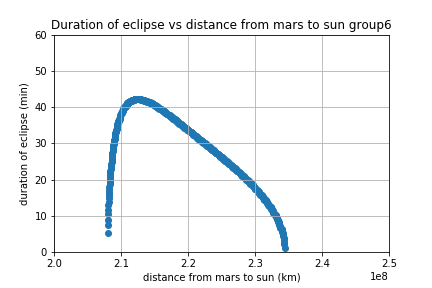 Duration of eclipse vs distance from mars to sun group6
60
50
40
30
20
10
0
duration of eclipse (min)
2.0 2.1 2.2 2.3 2.4 2.5
1e8
distance from mars to sun (km)